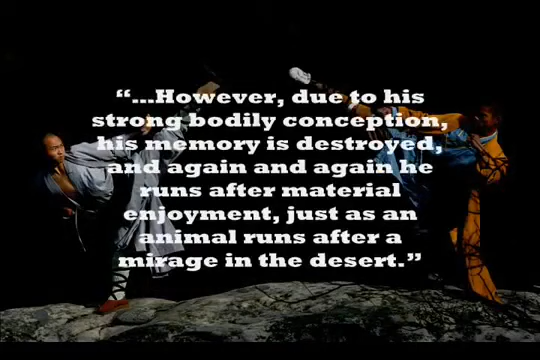 “...However, due to his
strong bodily conception,
his memory is destroyed,
and again and again he
runs after material
enjoyment, just as an
animal runs after a
mirage in the desert.”